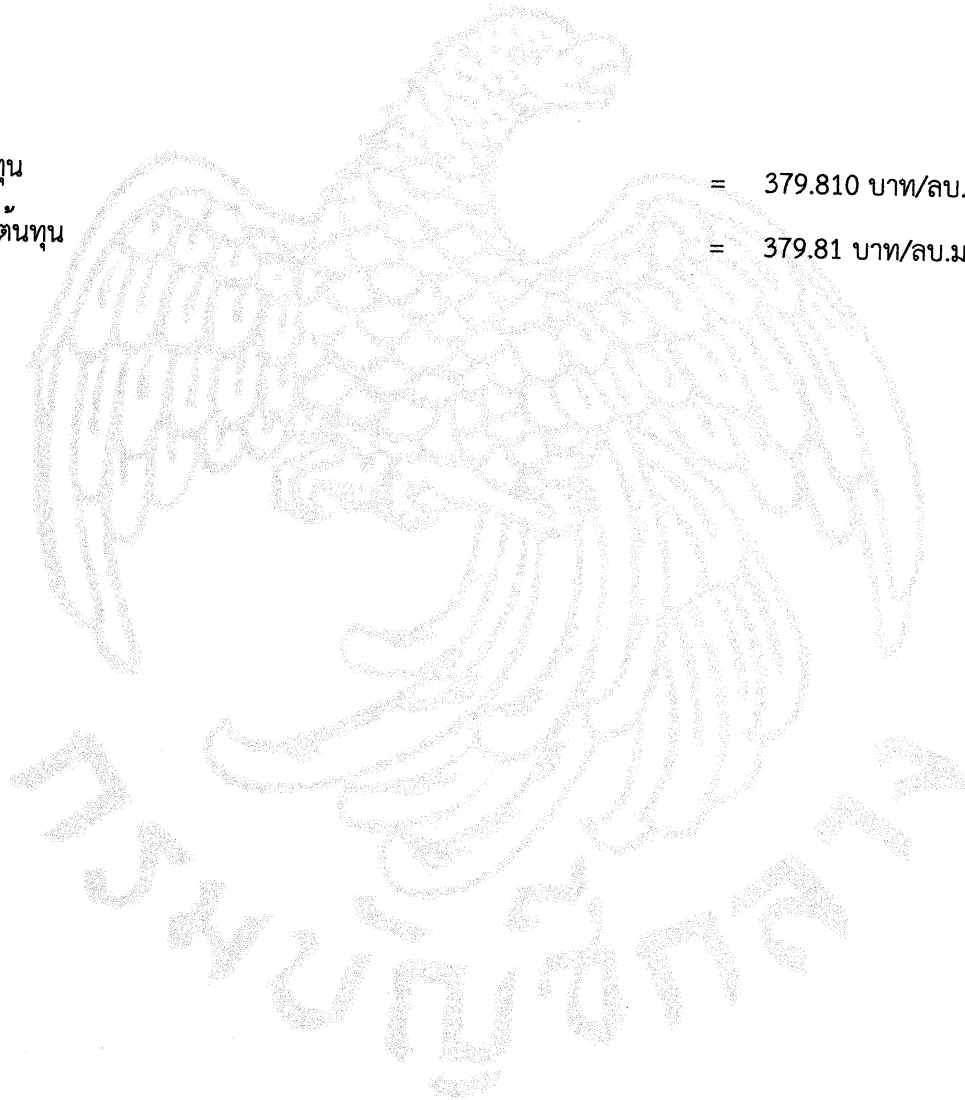 ทุน = 379.810 บาท/ลบ.
ต้นทุน = 379.81 บาท/ลบ.ม
กรมบัญชีกลาง